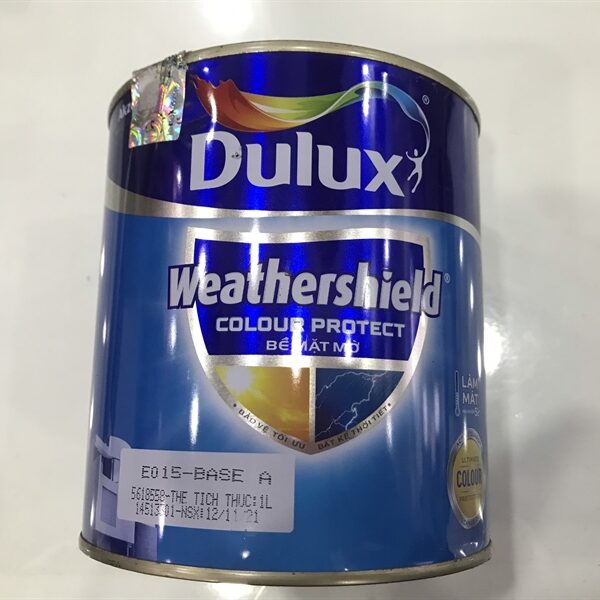 Dulux
Weathershield
COLOUR PROTECT
BỀ MẶT MỜ
BẢO VỆ TỐI ƯU
BẤT KỂ THỜI TIẾT
LÀM
MÁT
E015-BASE A
5618558-THE TICH THUC:1L
NSX:12/11/21
COLOUR